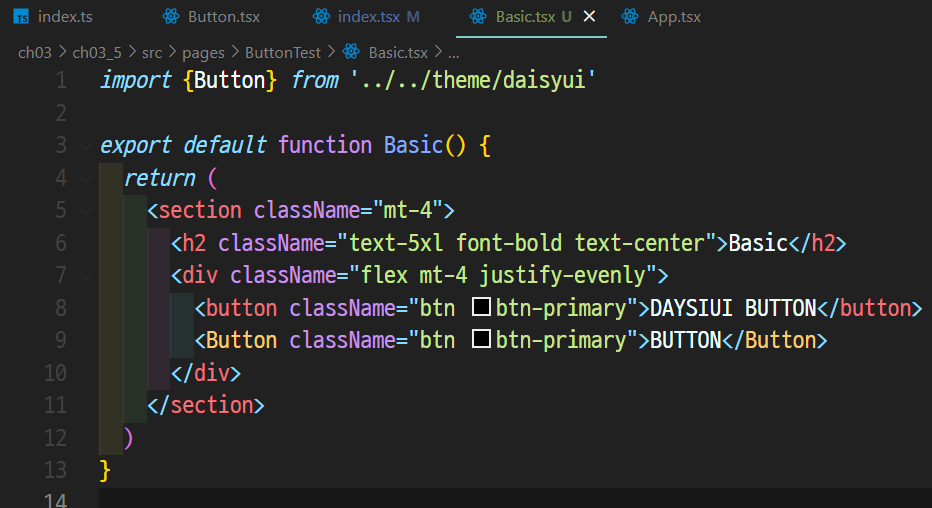 TS index.ts Button.tsx index.tsx M Basic.tsx U × App.tsx
ch03 > ch03_5 > src > pages > ButtonTest > Basic.tsx > ...
1 import {Button} from '../../theme/daisyui'
2
3 export default function Basic() {
4 return (
5 <section className="mt-4">
6 <h2 className="text-5xl font-bold text-center">Basic</h2>
7 <div className="flex mt-4 justify-evenly">
8 <button className="btn btn-primary">DAYSIUI BUTTON</button>
9 <Button className="btn btn-primary">BUTTON</Button>
10 </div>
11 </section>
12 )
13 }
14